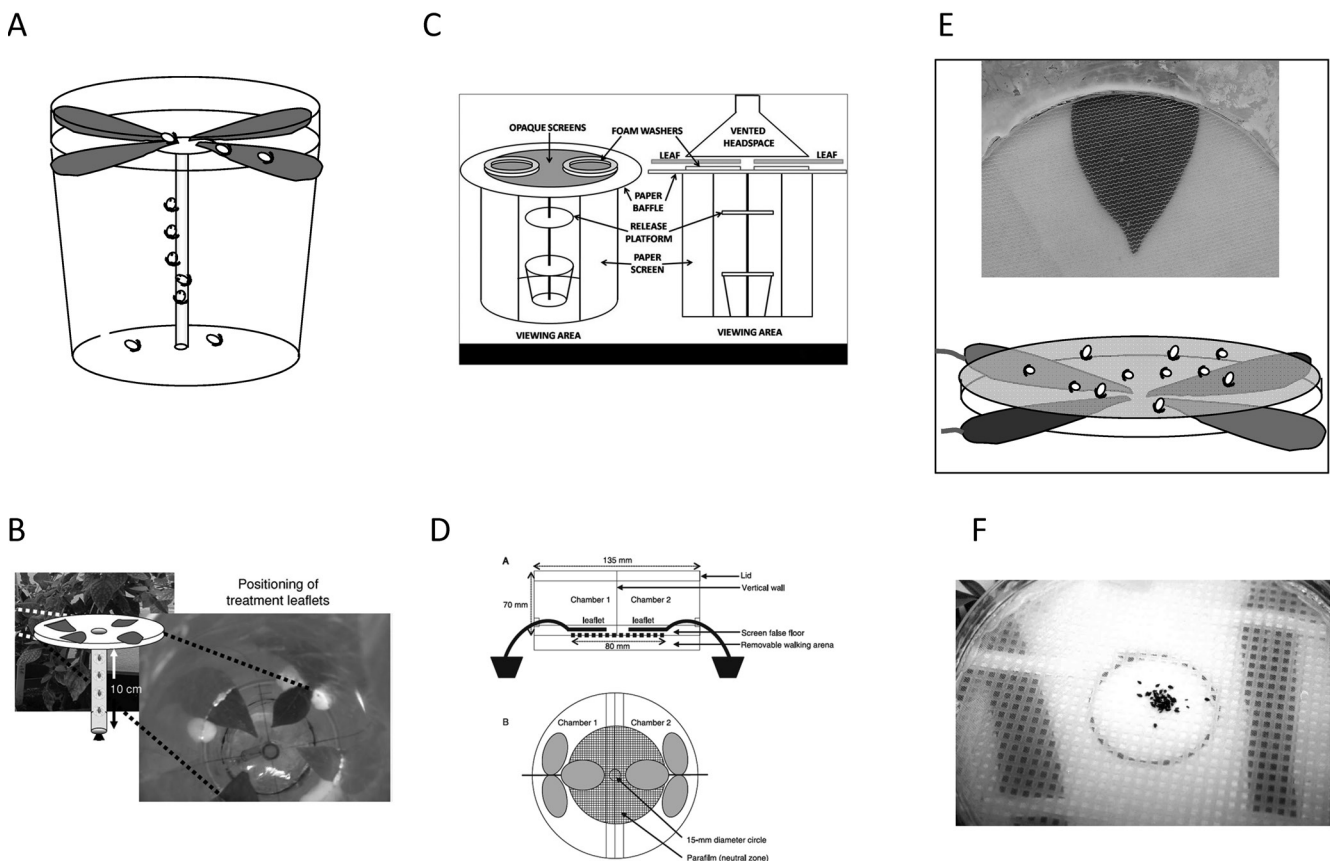 A
C
E
OPAQUE SCREENS
FOAM WASHERS
VENTED
HEADSPACE
LEAF
LEAF
PAPER
BAFFLE
RELEASE
PLATFORM
PAPER
SCREEN
VIEWING AREA
VIEWING AREA
B
Positioning of
treatment leaflets
10 cm
D
A
135 mm
Lid
Vertical wall
70 mm
Chamber 1
Chamber 2
leaflet
leaflet
Screen false floor
Removable walking arena
80 mm
B
Chamber 1
Chamber 2
15-mm diameter circle
Parafilm (neutral zone)
F